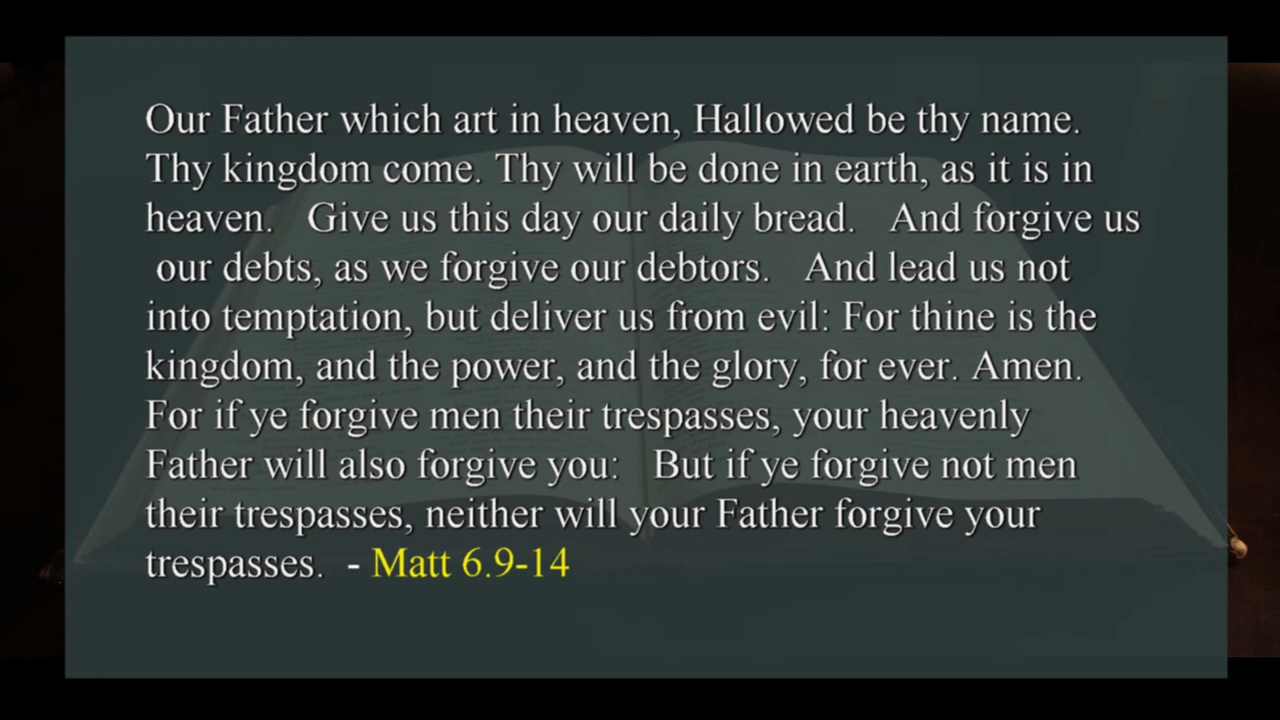 Our Father which art in heaven, Hallowed be thy name.
Thy kingdom come. Thy will be done in earth, as it is in
heaven. Give us this day our daily bread. And forgive us
our debts, as we forgive our debtors. And lead us not
into temptation, but deliver us from evil: For thine is the
kingdom, and the power, and the glory, for ever. Amen.
For if ye forgive men their trespasses, your heavenly
Father will also forgive you: But if ye forgive not men
their trespasses, neither will your Father forgive your
trespasses. - Matt 6.9-14